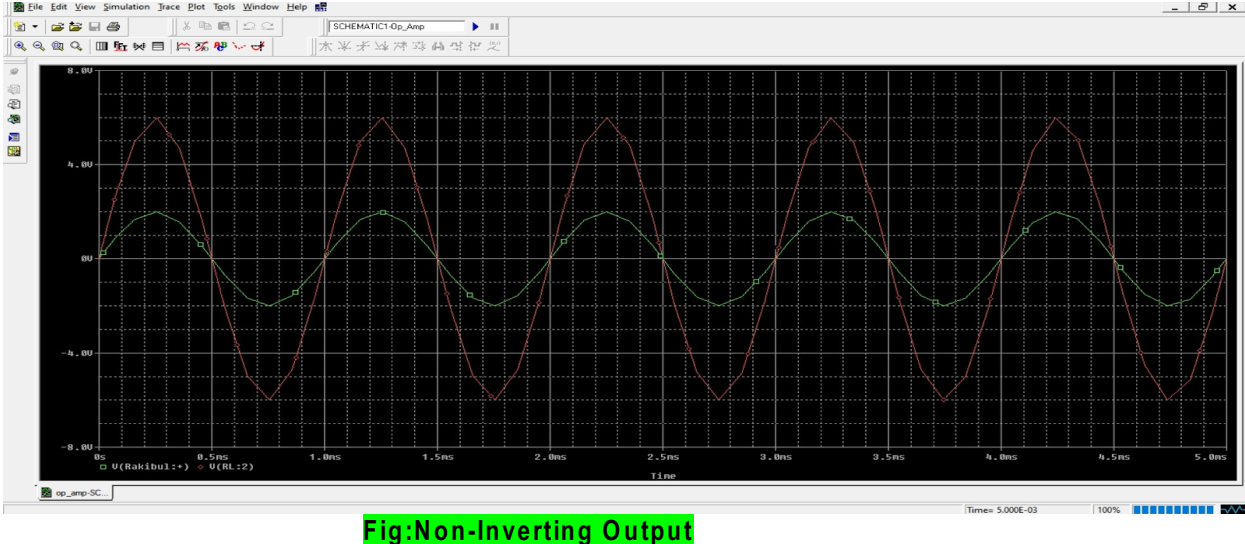 File Edit View Simulation Trace Plot Tools Window Help
SCHEMATIC1-Op_Amp
8.0V
4.0V
0V
-4.0V
-8.0V
0s 0.5ms 1.0ms 1.5ms 2.0ms 2.5ms 3.0ms 3.5ms 4.0ms 4.5ms 5.0ms
V(Rakibul:+) V(RL:2)
Time
op_amp-SC...
Time= 5.000E-03 100%
Fig:Non-Inverting Output